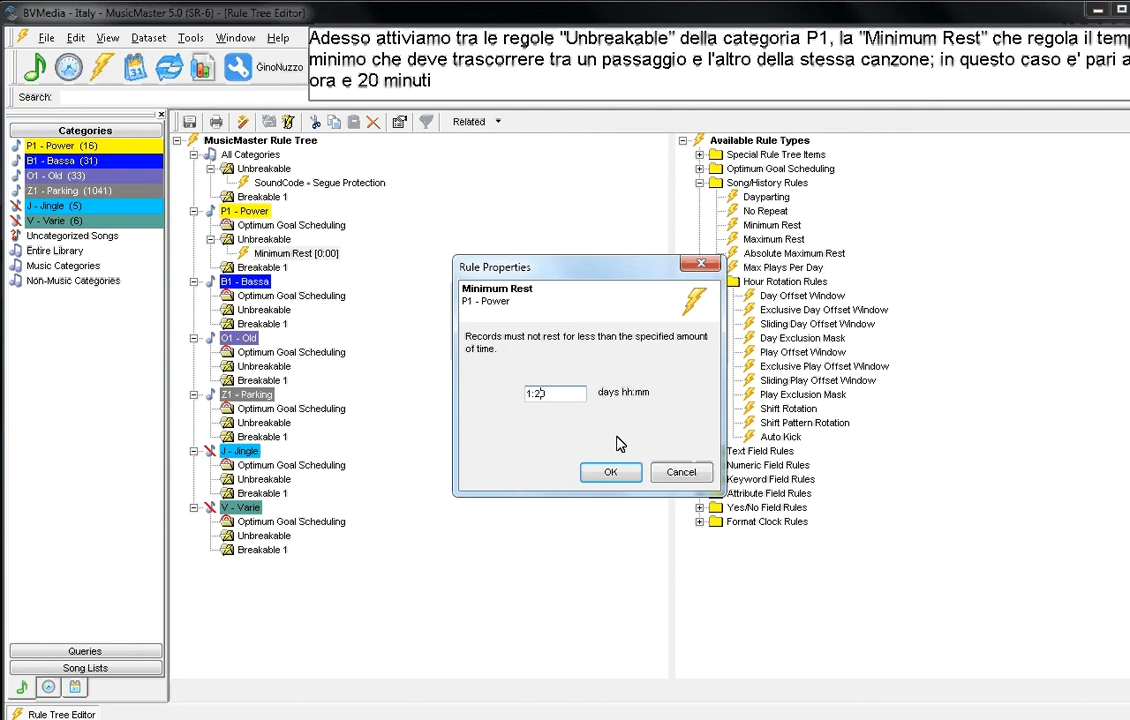 BVMedia - Italy - MusicMaster 5.0 (SR-6) - [Rule Tree Editor]
File Edit View Dataset Tools Window Help
Adesso attiviamo tra le regole "Unbreakable" della categoria P1, la "Minimum Rest" che regola il
minimo che deve trascorrere tra un passaggio e l'altro della stessa canzone; in questo caso e' pari a
ora e 20 minuti
GinoNuzzo
Search:
Related
Categories
P1 - Power (16)
B1 - Bassa (31)
O1 - Old (33)
Z1 - Parking (1041)
J - Jingle (5)
V - Varie (6)
Uncategorized Songs
Entire Library
Music Categories
Non-Music Categories
Queries
Song Lists
MusicMaster Rule Tree
All Categories
Unbreakable
SoundCode - Segue Protection
Breakable 1
P1 - Power
Optimum Goal Scheduling
Unbreakable
Minimum Rest [0:00]
Breakable 1
B1 - Bassa
Optimum Goal Scheduling
Unbreakable
Breakable 1
O1 - Old
Optimum Goal Scheduling
Unbreakable
Breakable 1
Z1 - Parking
Optimum Goal Scheduling
Unbreakable
Breakable 1
J - Jingle
Optimum Goal Scheduling
Unbreakable
Breakable 1
V - Varie
Optimum Goal Scheduling
Unbreakable
Breakable 1
Rule Properties
Minimum Rest
P1 - Power
Records must not rest for less than the specified amount
of time.
1:20 days hh:mm
OK Cancel
Available Rule Types
Special Rule Tree Items
Optimum Goal Scheduling
Song/History Rules
Dayparting
No Repeat
Minimum Rest
Maximum Rest
Absolute Maximum Rest
Max Plays Per Day
Hour Rotation Rules
Day Offset Window
Exclusive Day Offset Window
Sliding Day Offset Window
Day Exclusion Mask
Play Offset Window
Exclusive Play Offset Window
Sliding Play Offset Window
Play Exclusion Mask
Shift Rotation
Shift Pattern Rotation
Auto Kick
Text Field Rules
Numeric Field Rules
Keyword Field Rules
Attribute Field Rules
Yes/No Field Rules
Format Clock Rules
Rule Tree Editor